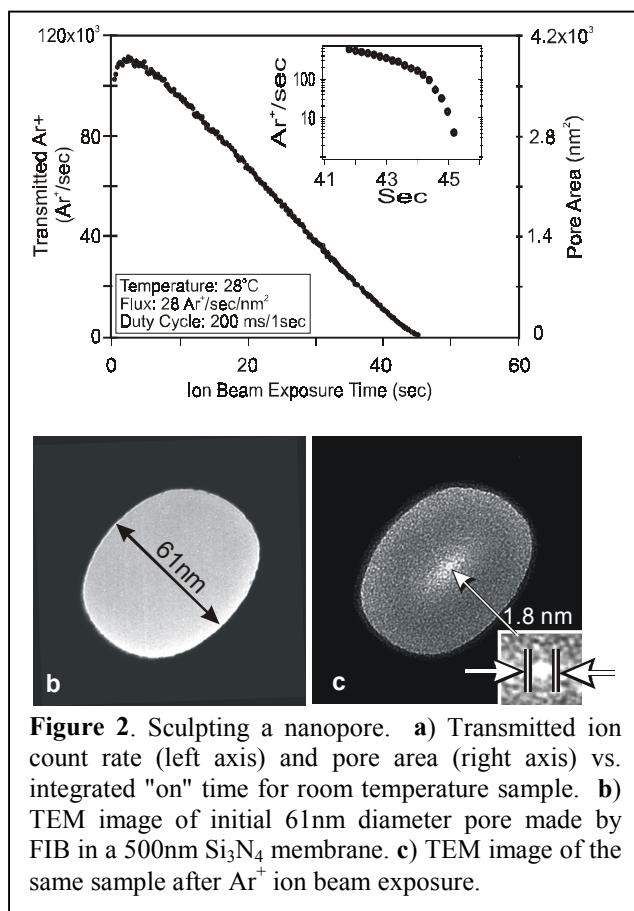 120x10³
4.2x10³
100
10
Ar⁺/sec
41 43 45
Sec
80
2.8
Transmitted Ar+
(Ar⁺/sec)
Pore Area (nm²)
40
1.4
Temperature: 28°C
Flux: 28 Ar⁺/sec/nm²
Duty Cycle: 200 ms/1sec
0
0
0 20 40 60
Ion Beam Exposure Time (sec)
61nm
b
1.8 nm
c
Figure 2. Sculpting a nanopore. a) Transmitted ion
count rate (left axis) and pore area (right axis) vs.
integrated "on" time for room temperature sample. b)
TEM image of initial 61nm diameter pore made by
FIB in a 500nm Si₃N₄ membrane. c) TEM image of the
same sample after Ar⁺ ion beam exposure.